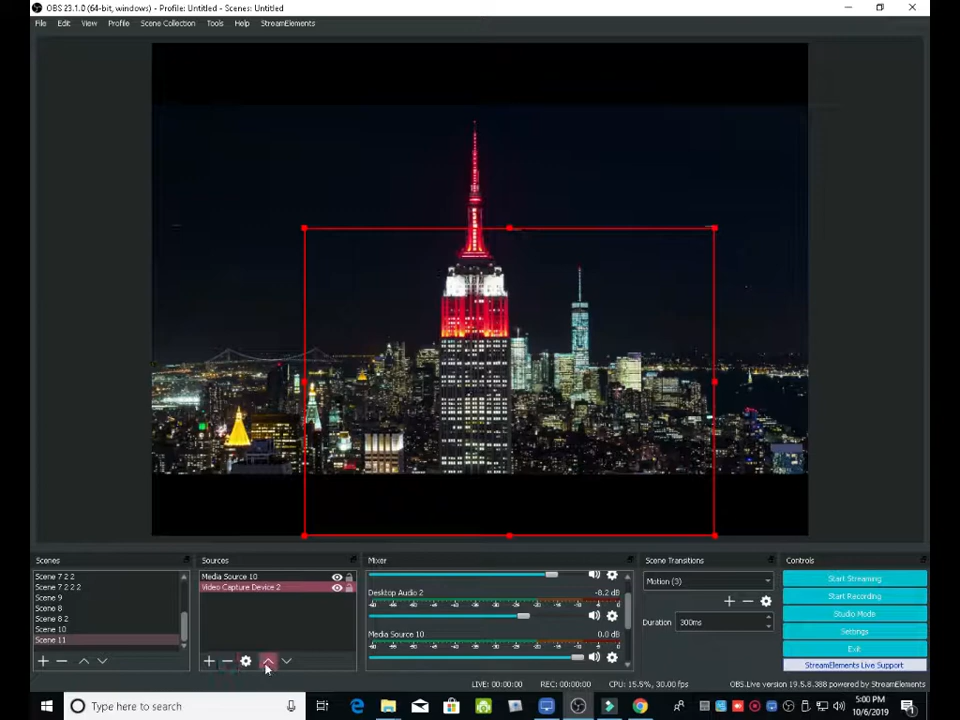 OBS 23.1.0 (64-bit, windows) - Profile: Untitled - Scenes: Untitled
File Edit View Profile Scene Collection Tools Help StreamElements
Scenes Sources Mixer Scene Transitions Controls
Scene 7 2 2
Scene 7 2 2 2
Scene 9
Scene 8
Scene 8 2
Scene 10
Scene 11
Media Source 10
Video Capture Device 2
Desktop Audio 2 -8.2 dB
Media Source 10 0.0 dB
Motion (3)
Duration 300ms
Start Streaming
Start Recording
Studio Mode
Settings
Exit
StreamElements Live Support
LIVE: 00:00:00 REC: 00:00:00 CPU: 15.5%, 30.00 fps OBS.Live version 19.5.8.388 powered by StreamElements
Type here to search
5:00 PM
10/6/2019